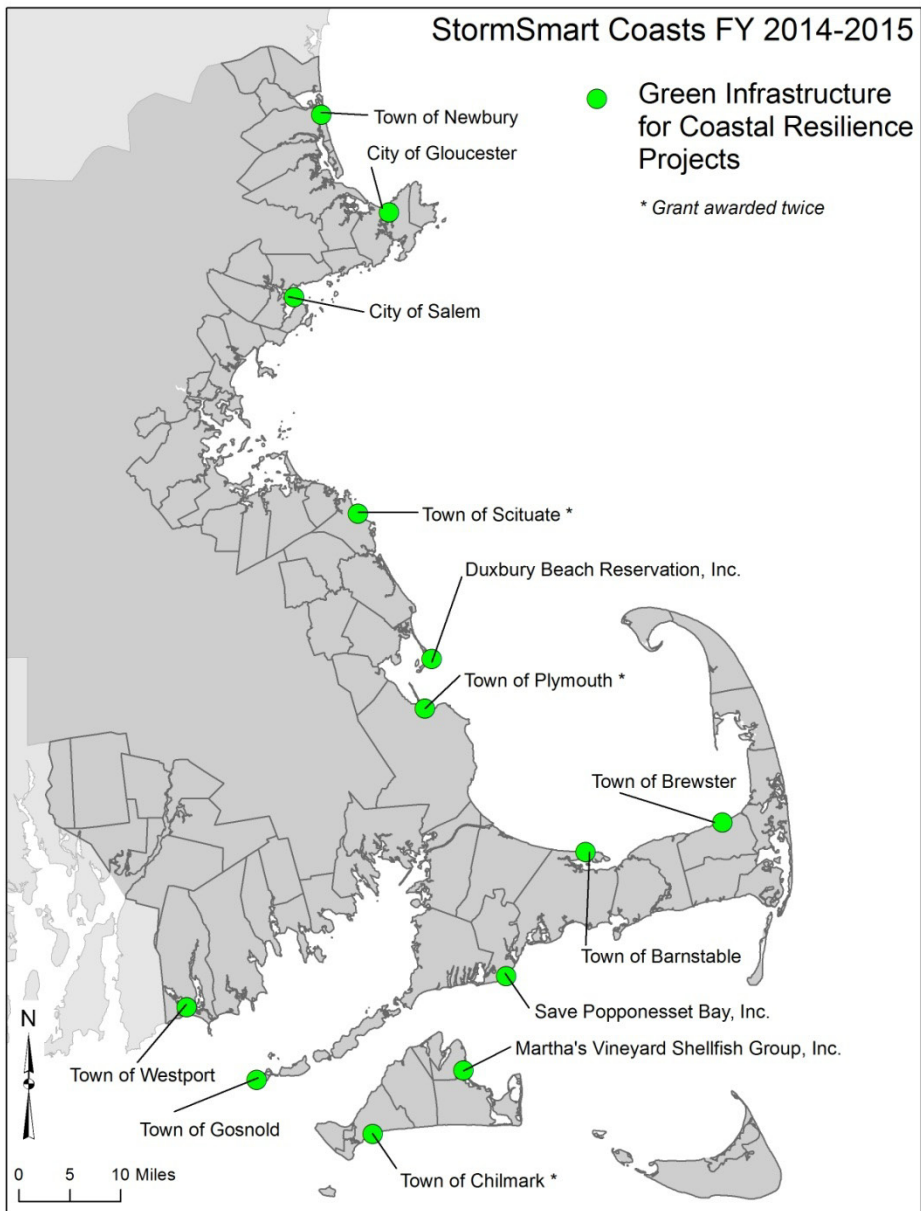 StormSmart Coasts FY 2014-2015
Green Infrastructure
for Coastal Resilience
Projects
* Grant awarded twice
Town of Newbury
City of Gloucester
City of Salem
Town of Scituate *
Duxbury Beach Reservation, Inc.
Town of Plymouth *
Town of Brewster
Town of Barnstable
Save Popponesset Bay, Inc.
Martha's Vineyard Shellfish Group, Inc.
Town of Westport
Town of Gosnold
Town of Chilmark *
N
0 5 10 Miles